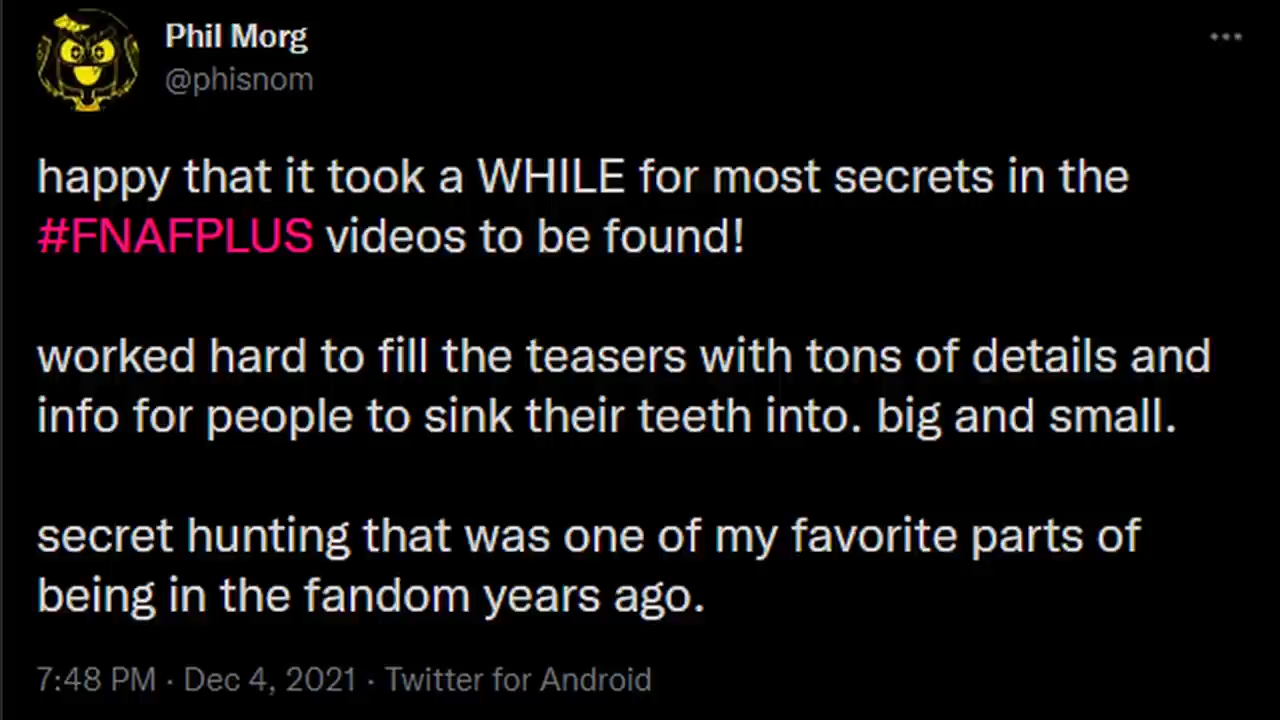 Phil Morg
@phisnom
happy that it took a WHILE for most secrets in the
#FNAFPLUS videos to be found!
worked hard to fill the teasers with tons of details and
info for people to sink their teeth into. big and small.
secret hunting that was one of my favorite parts of
being in the fandom years ago.
7:48 PM · Dec 4, 2021 · Twitter for Android